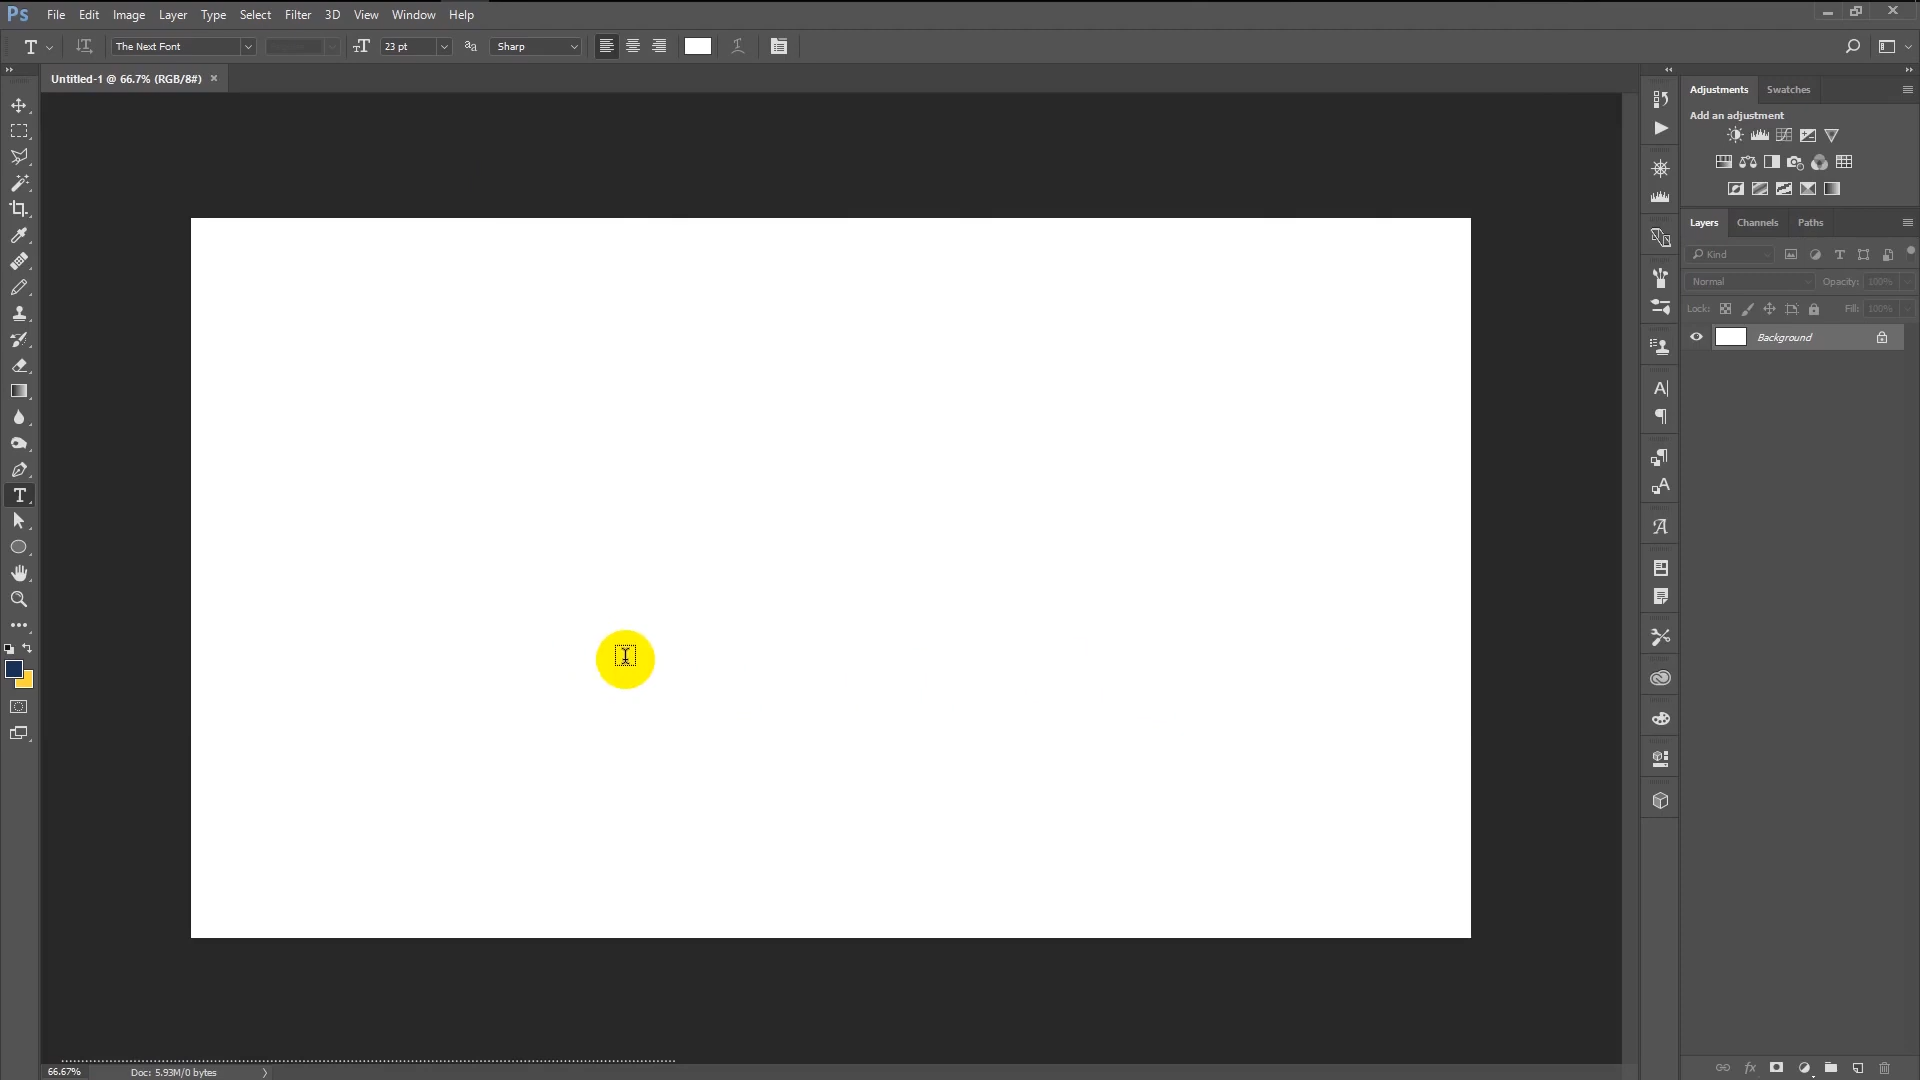 Ps File Edit Image Layer Type Select Filter 3D View Window Help
The Next Font 23 pt Sharp
Untitled-1 @ 66.7% (RGB/8#) ×
Adjustments Swatches
Add an adjustment
Layers Channels Paths
Kind
Normal Opacity: 100%
Lock: Fill: 100%
Background
66.67% Doc: 5.93M/0 bytes